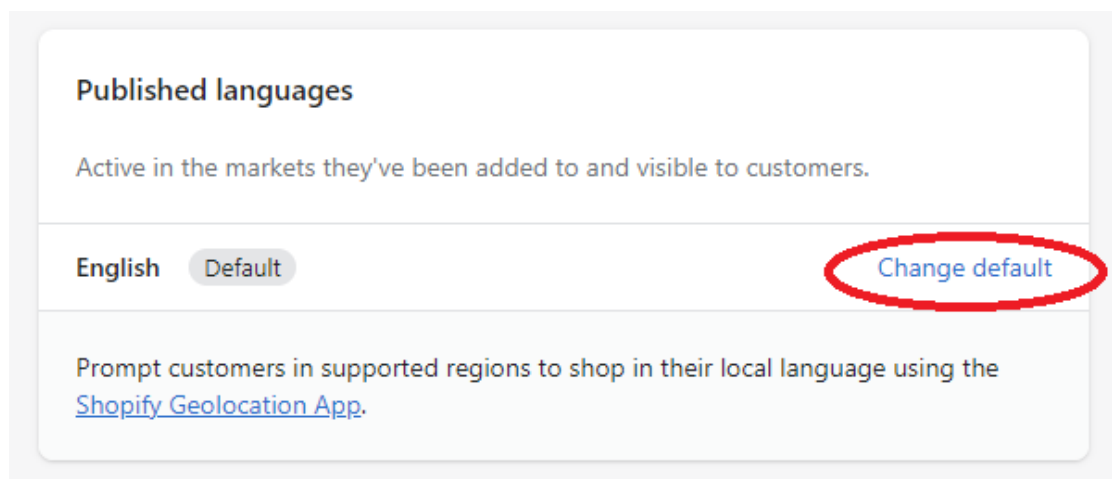 Published languages
Active in the markets they've been added to and visible to customers.
English Default Change default
Prompt customers in supported regions to shop in their local language using the
Shopify Geolocation App.